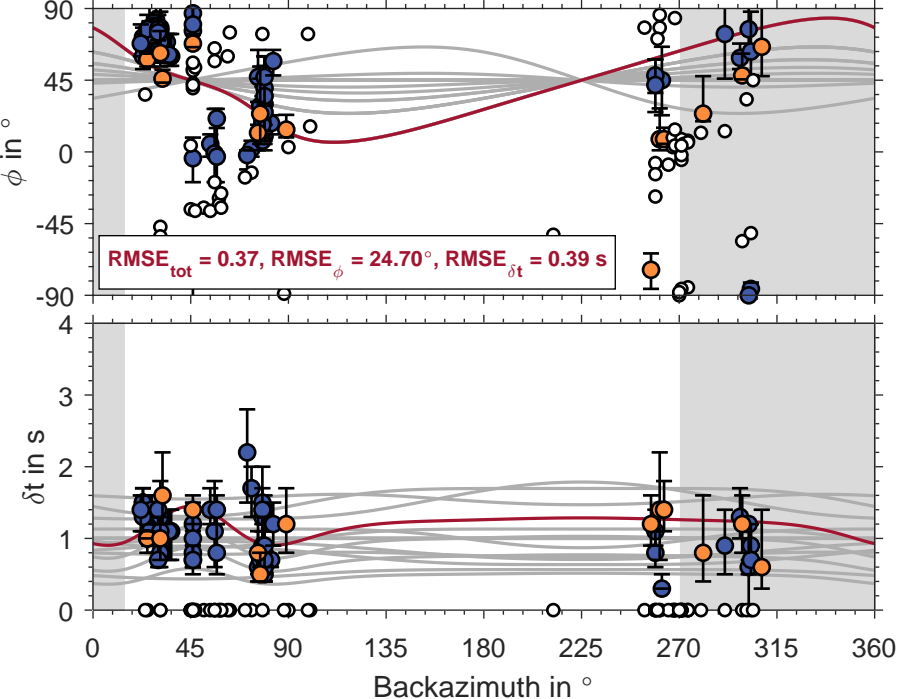 90
45
0
-45
-90
ϕ in °
RMSE_tot = 0.37, RMSE_ϕ = 24.70°, RMSE_δt = 0.39 s
4
3
2
1
0
δt in s
0 45 90 135 180 225 270 315 360
Backazimuth in °